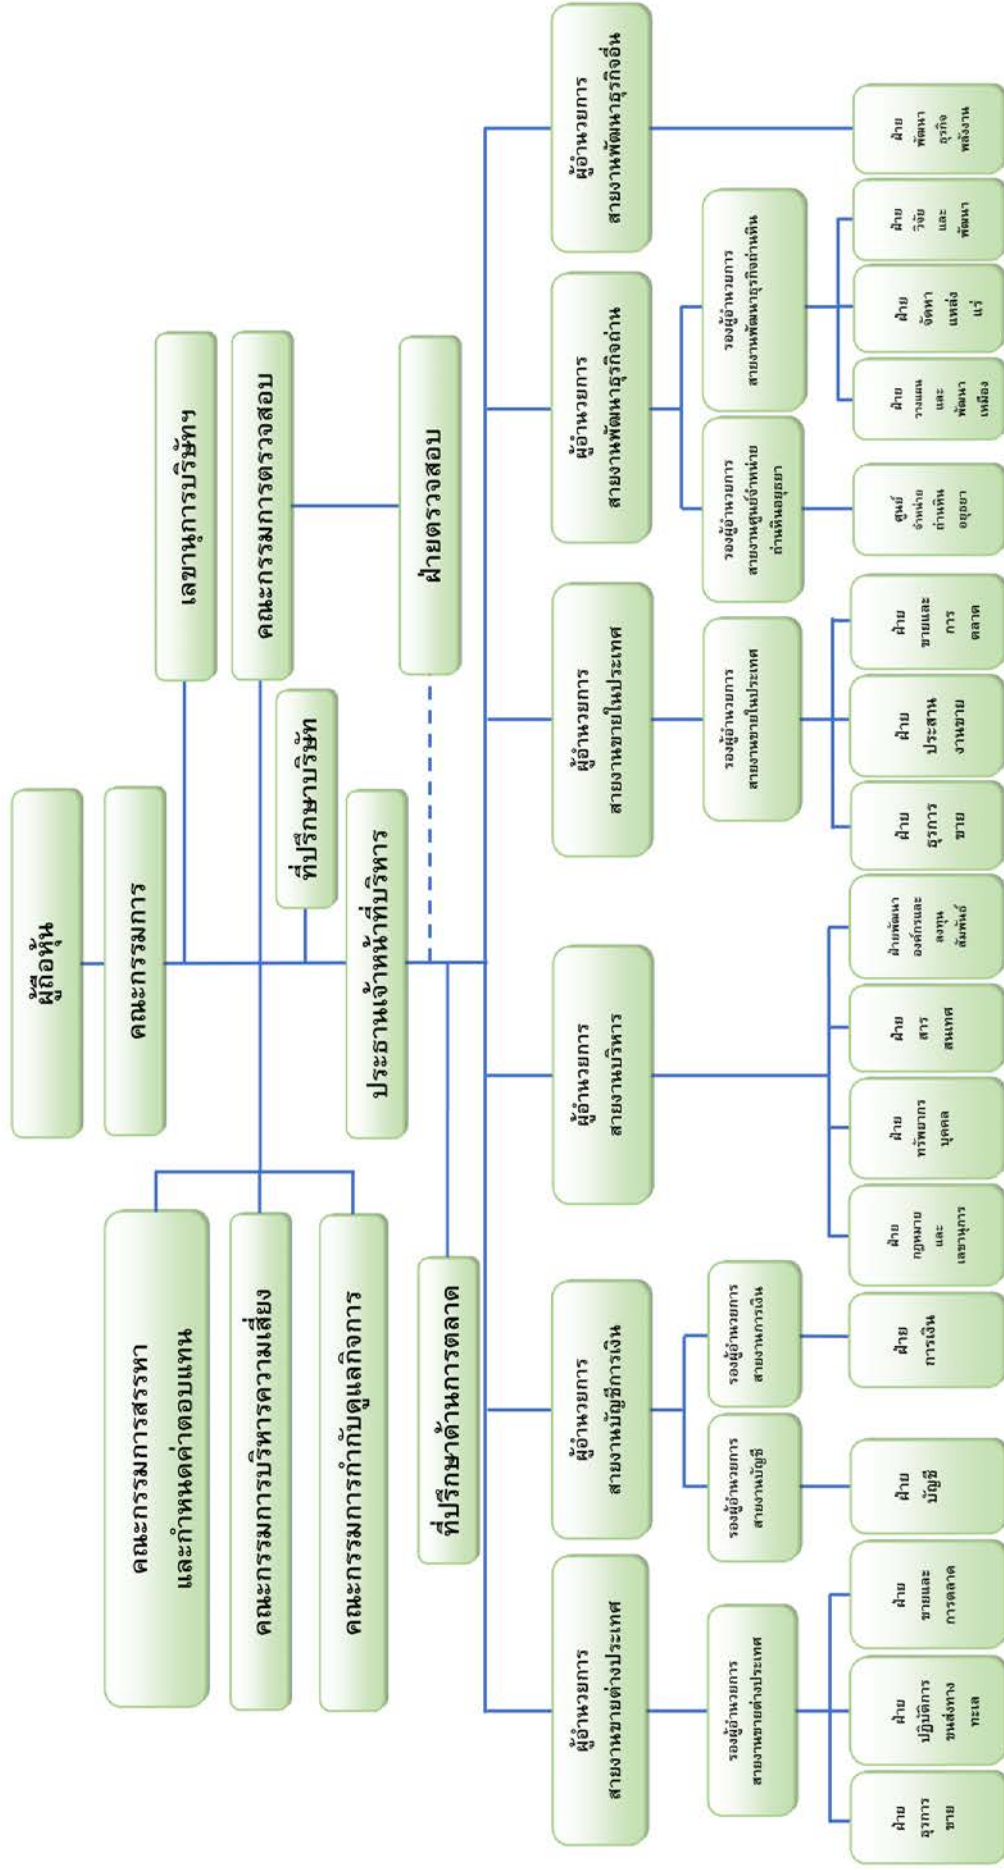 ผู้ถือหุ้น
คณะกรรมการ
เลขานุการบริษัทฯ
คณะกรรมการสรรหา
และกำหนดค่าตอบแทน
คณะกรรมการบริหารความเสี่ยง
คณะกรรมการกำกับดูแลกิจการ
คณะกรรมการตรวจสอบ
ที่ปรึกษาบริษัท
ประธานเจ้าหน้าที่บริหาร
ฝ่ายตรวจสอบ
ที่ปรึกษาด้านการตลาด
ผู้อำนวยการ
สายงานขายต่างประเทศ
ผู้อำนวยการ
สายงานบัญชีการเงิน
ผู้อำนวยการ
สายงานบริหาร
ผู้อำนวยการ
สายงานขายในประเทศ
ผู้อำนวยการ
สายงานพัฒนาธุรกิจถ่าน
ผู้อำนวยการ
สายงานพัฒนาธุรกิจอื่น
รองผู้อำนวยการ
สายงานขายต่างประเทศ
รองผู้อำนวยการ
สายงานบัญชี
รองผู้อำนวยการ
สายงานการเงิน
รองผู้อำนวยการ
สายงานขายในประเทศ
รองผู้อำนวยการ
สายงานศูนย์จำหน่าย
ถ่านหินอยุธยา
รองผู้อำนวยการ
สายงานพัฒนาธุรกิจถ่านหิน
ฝ่าย
ธุรการ
ขาย
ฝ่าย
ปฏิบัติการ
ขนส่งทาง
ทะเล
ฝ่าย
ขายและ
การตลาด
ฝ่าย
บัญชี
ฝ่าย
การเงิน
ฝ่าย
กฎหมาย
และ
เลขานุการ
ฝ่าย
ทรัพยากร
บุคคล
ฝ่าย
สาร
สนเทศ
ฝ่ายพัฒนา
องค์กรและ
ลงทุน
สัมพันธ์
ฝ่าย
ธุรการ
ขาย
ฝ่าย
ประสาน
งานขาย
ฝ่าย
ขายและ
การ
ตลาด
ศูนย์
จำหน่าย
ถ่านหิน
อยุธยา
ฝ่าย
วางแผน
และ
พัฒนา
เหมือง
ฝ่าย
จัดหา
แหล่ง
แร่
ฝ่าย
วิจัย
และ
พัฒนา
ฝ่าย
พัฒนา
ธุรกิจ
พลังงาน